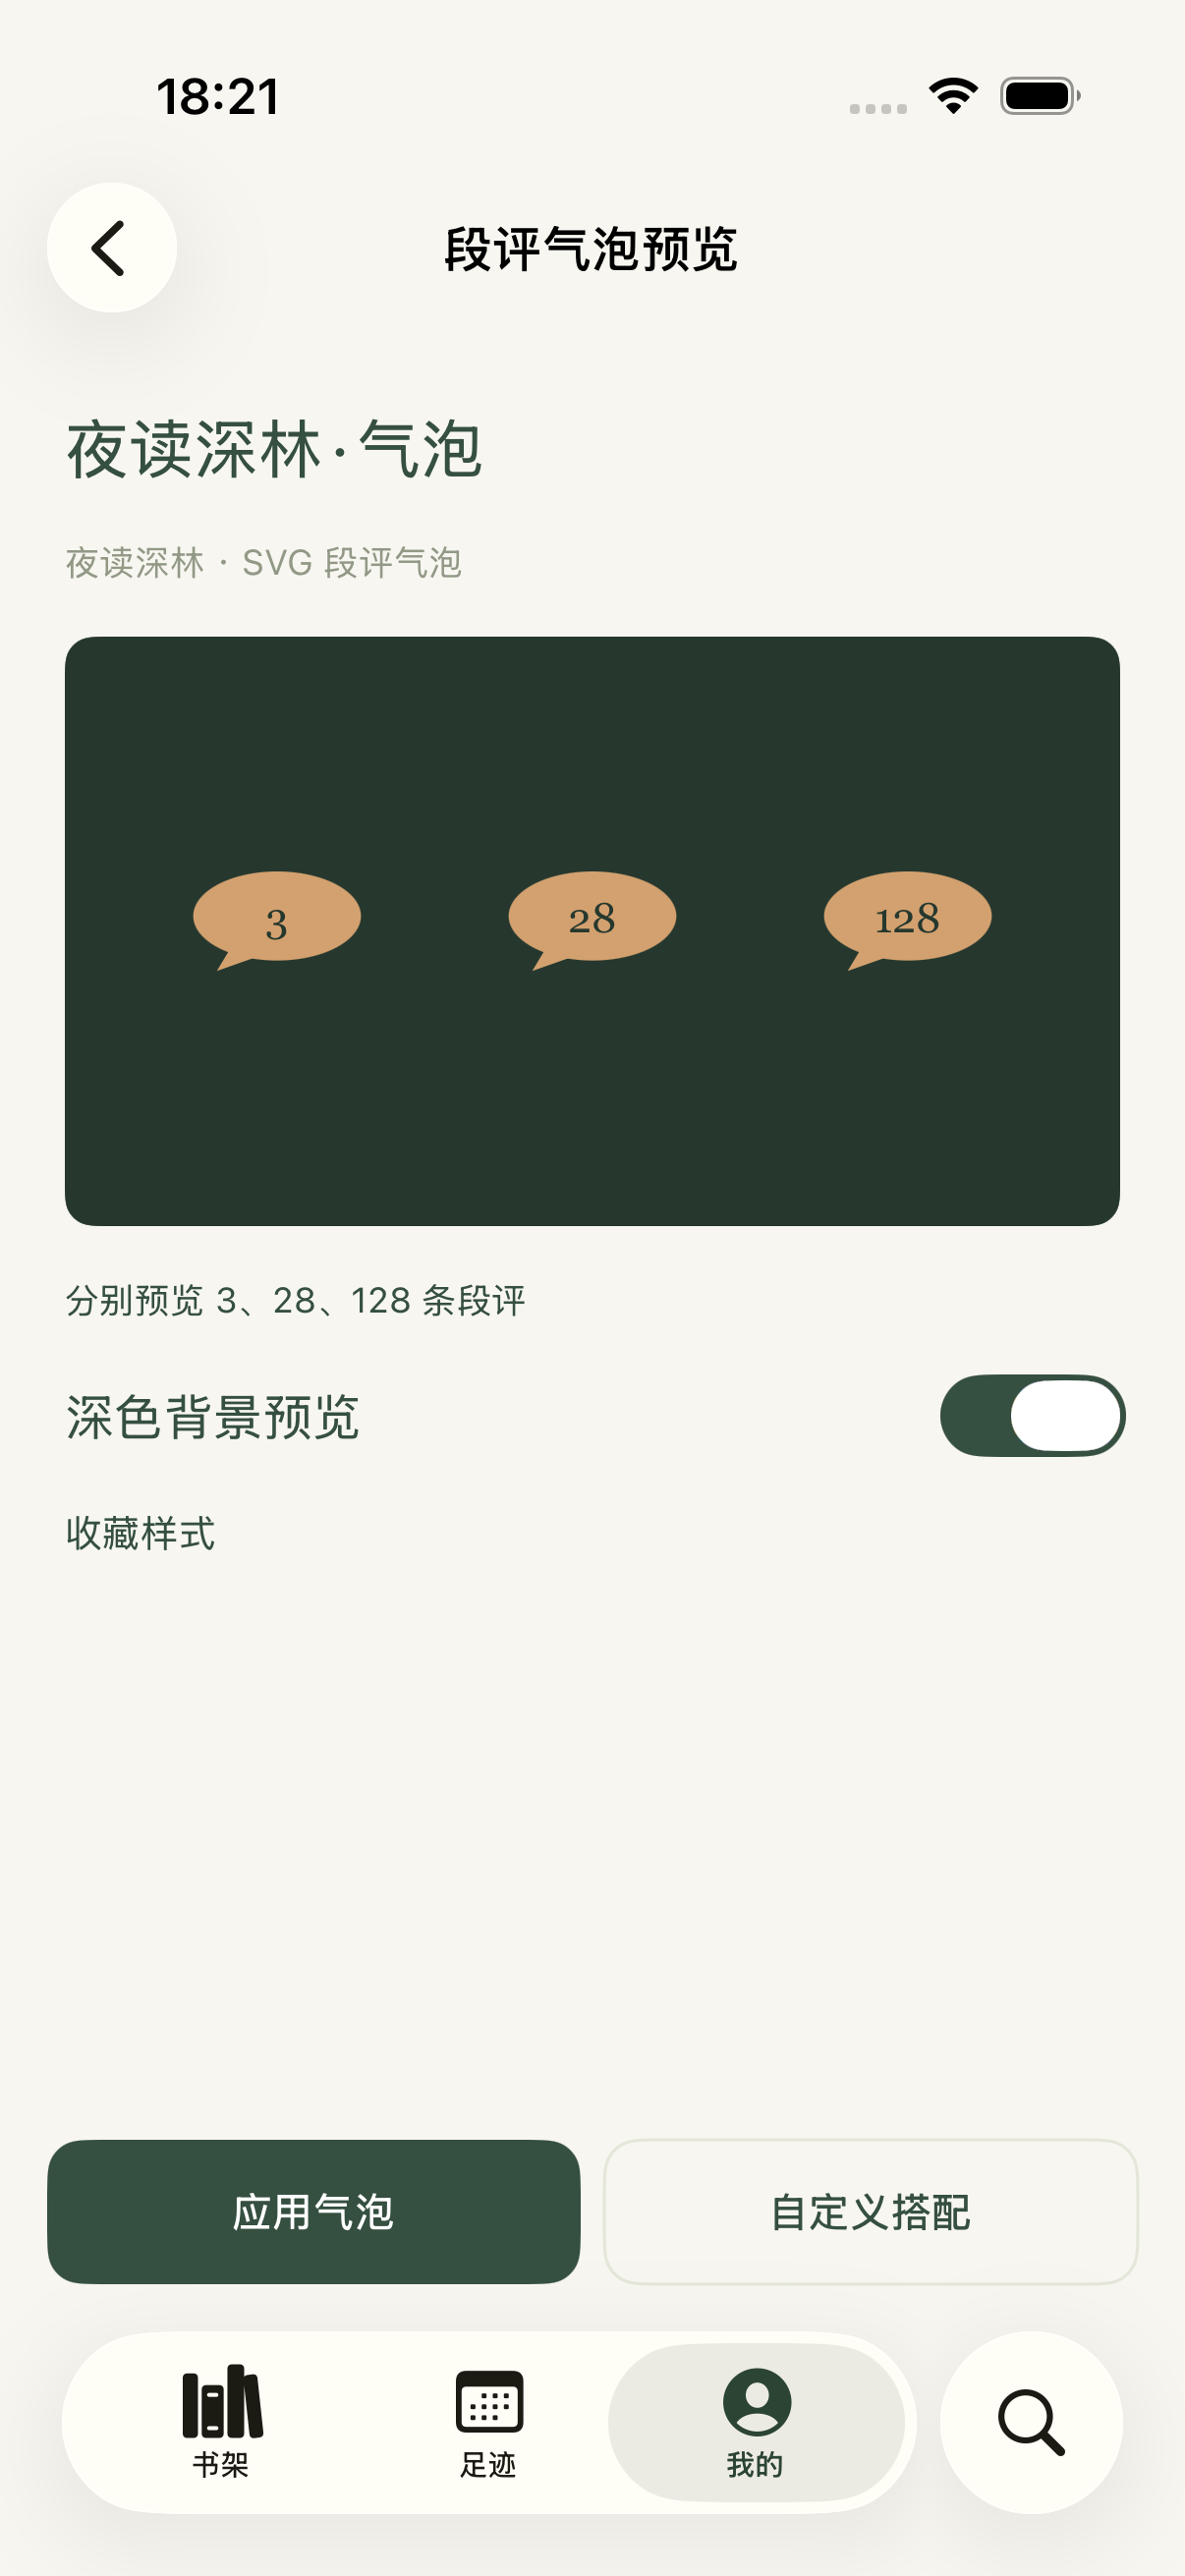 18:21
段评气泡预览
夜读深林·气泡
夜读深林 · SVG 段评气泡
3
28
128
分别预览 3、28、128 条段评
深色背景预览
收藏样式
应用气泡
自定义搭配
书架
足迹
我的